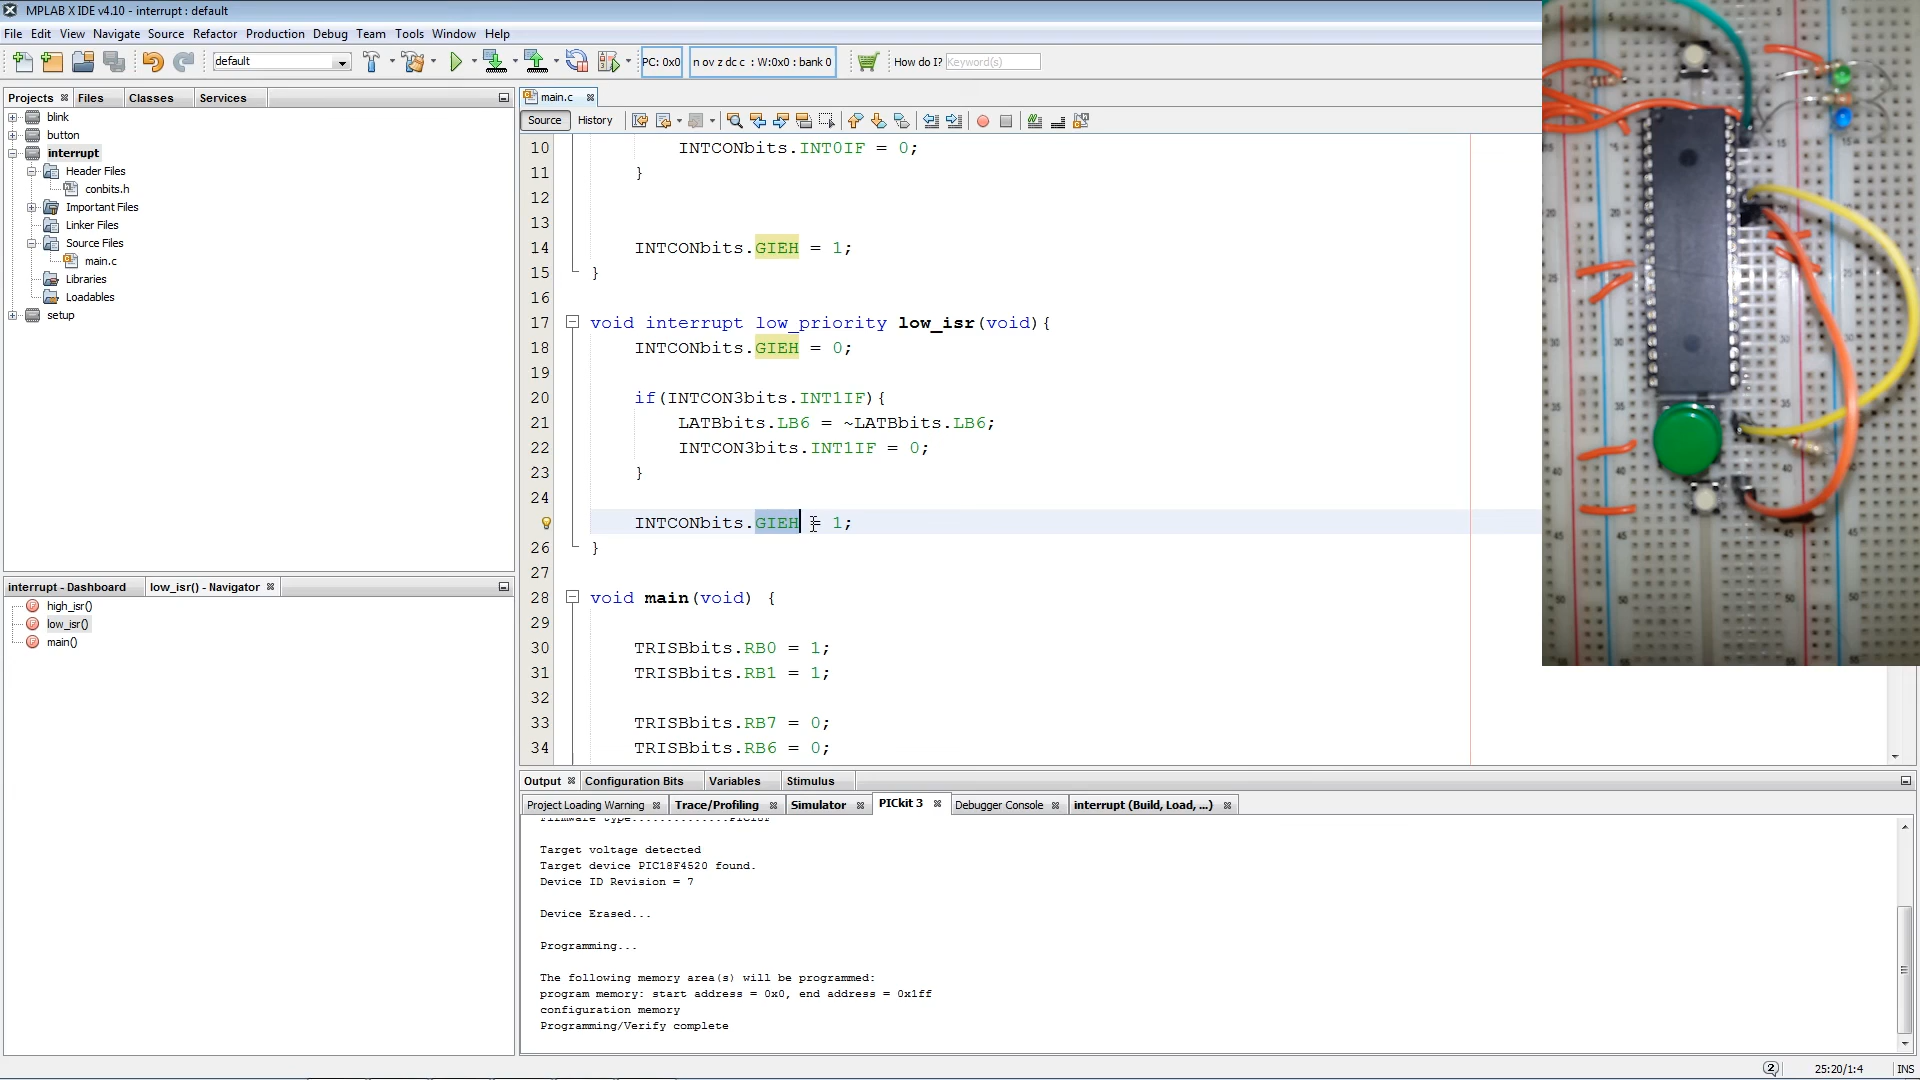 MPLAB X IDE v4.10 - interrupt : default
File Edit View Navigate Source Refactor Production Debug Team Tools Window Help
default
PC: 0x0
n ov z dc c : W:0x0 : bank 0
How do I? Keyword(s)
Projects Files Classes Services
blink
button
interrupt
Header Files
conbits.h
Important Files
Linker Files
Source Files
main.c
Libraries
Loadables
setup
interrupt - Dashboard low_isr() - Navigator
high_isr()
low_isr()
main()
main.c
Source History
10 INTCONbits.INT0IF = 0;
11 }
12
13
14 INTCONbits.GIEH = 1;
15 }
16
17 void interrupt low_priority low_isr(void){
18 INTCONbits.GIEH = 0;
19
20 if(INTCON3bits.INT1IF){
21 LATBbits.LB6 = ~LATBbits.LB6;
22 INTCON3bits.INT1IF = 0;
23 }
24
INTCONbits.GIEH = 1;
26 }
27
28 void main(void) {
29
30 TRISBbits.RB0 = 1;
31 TRISBbits.RB1 = 1;
32
33 TRISBbits.RB7 = 0;
34 TRISBbits.RB6 = 0;
Output Configuration Bits Variables Stimulus
Project Loading Warning Trace/Profiling Simulator PICkit 3 Debugger Console interrupt (Build, Load, ...)
Target voltage detected
Target device PIC18F4520 found.
Device ID Revision = 7
Device Erased...
Programming...
The following memory area(s) will be programmed:
program memory: start address = 0x0, end address = 0x1ff
configuration memory
Programming/Verify complete
2 25:20/1:4 INS